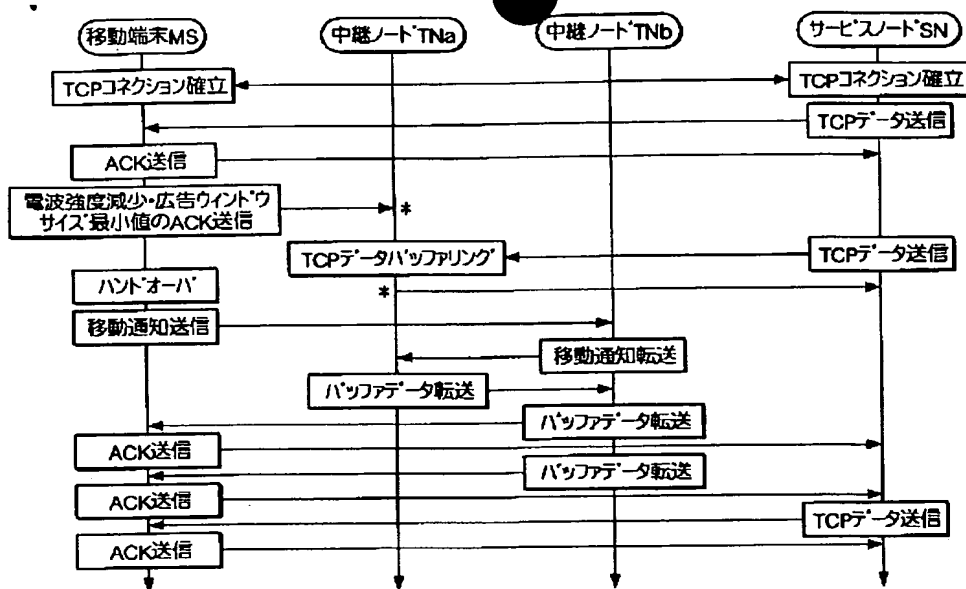 移動端末MS
中継ノードTNa
中継ノードTNb
サービスノードSN
TCPコネクション確立
TCPコネクション確立
TCPデータ送信
ACK送信
電波強度減少・広告ウィンドウ
サイズ最小値のACK送信
*
TCPデータバッファリング
TCPデータ送信
ハンドオーバ
*
移動通知送信
移動通知転送
バッファデータ転送
バッファデータ転送
ACK送信
バッファデータ転送
ACK送信
TCPデータ送信
ACK送信